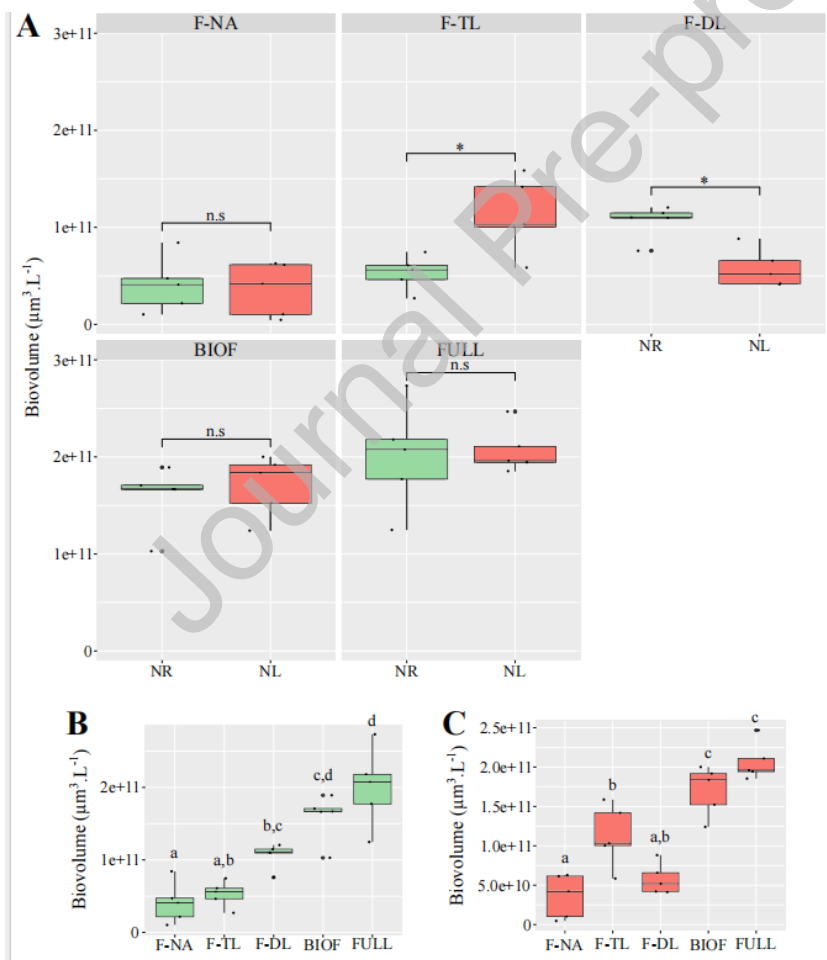 A
F-NA F-TL F-DL
3e+11
2e+11
1e+11
0
n.s
*
*
NR NL
BIOF FULL
3e+11
2e+11
1e+11
0
n.s
n.s
NR NL NR NL
Biovolume (µm³.L⁻¹)
Journal Pre-pro
B
Biovolume (µm³.L⁻¹)
2e+11
1e+11
0
a a,b b,c c,d d
F-NA F-TL F-DL BIOF FULL
C
Biovolume (µm³.L⁻¹)
2.5e+11
2.0e+11
1.5e+11
1.0e+11
5.0e+10
0
a b a,b c c
F-NA F-TL F-DL BIOF FULL